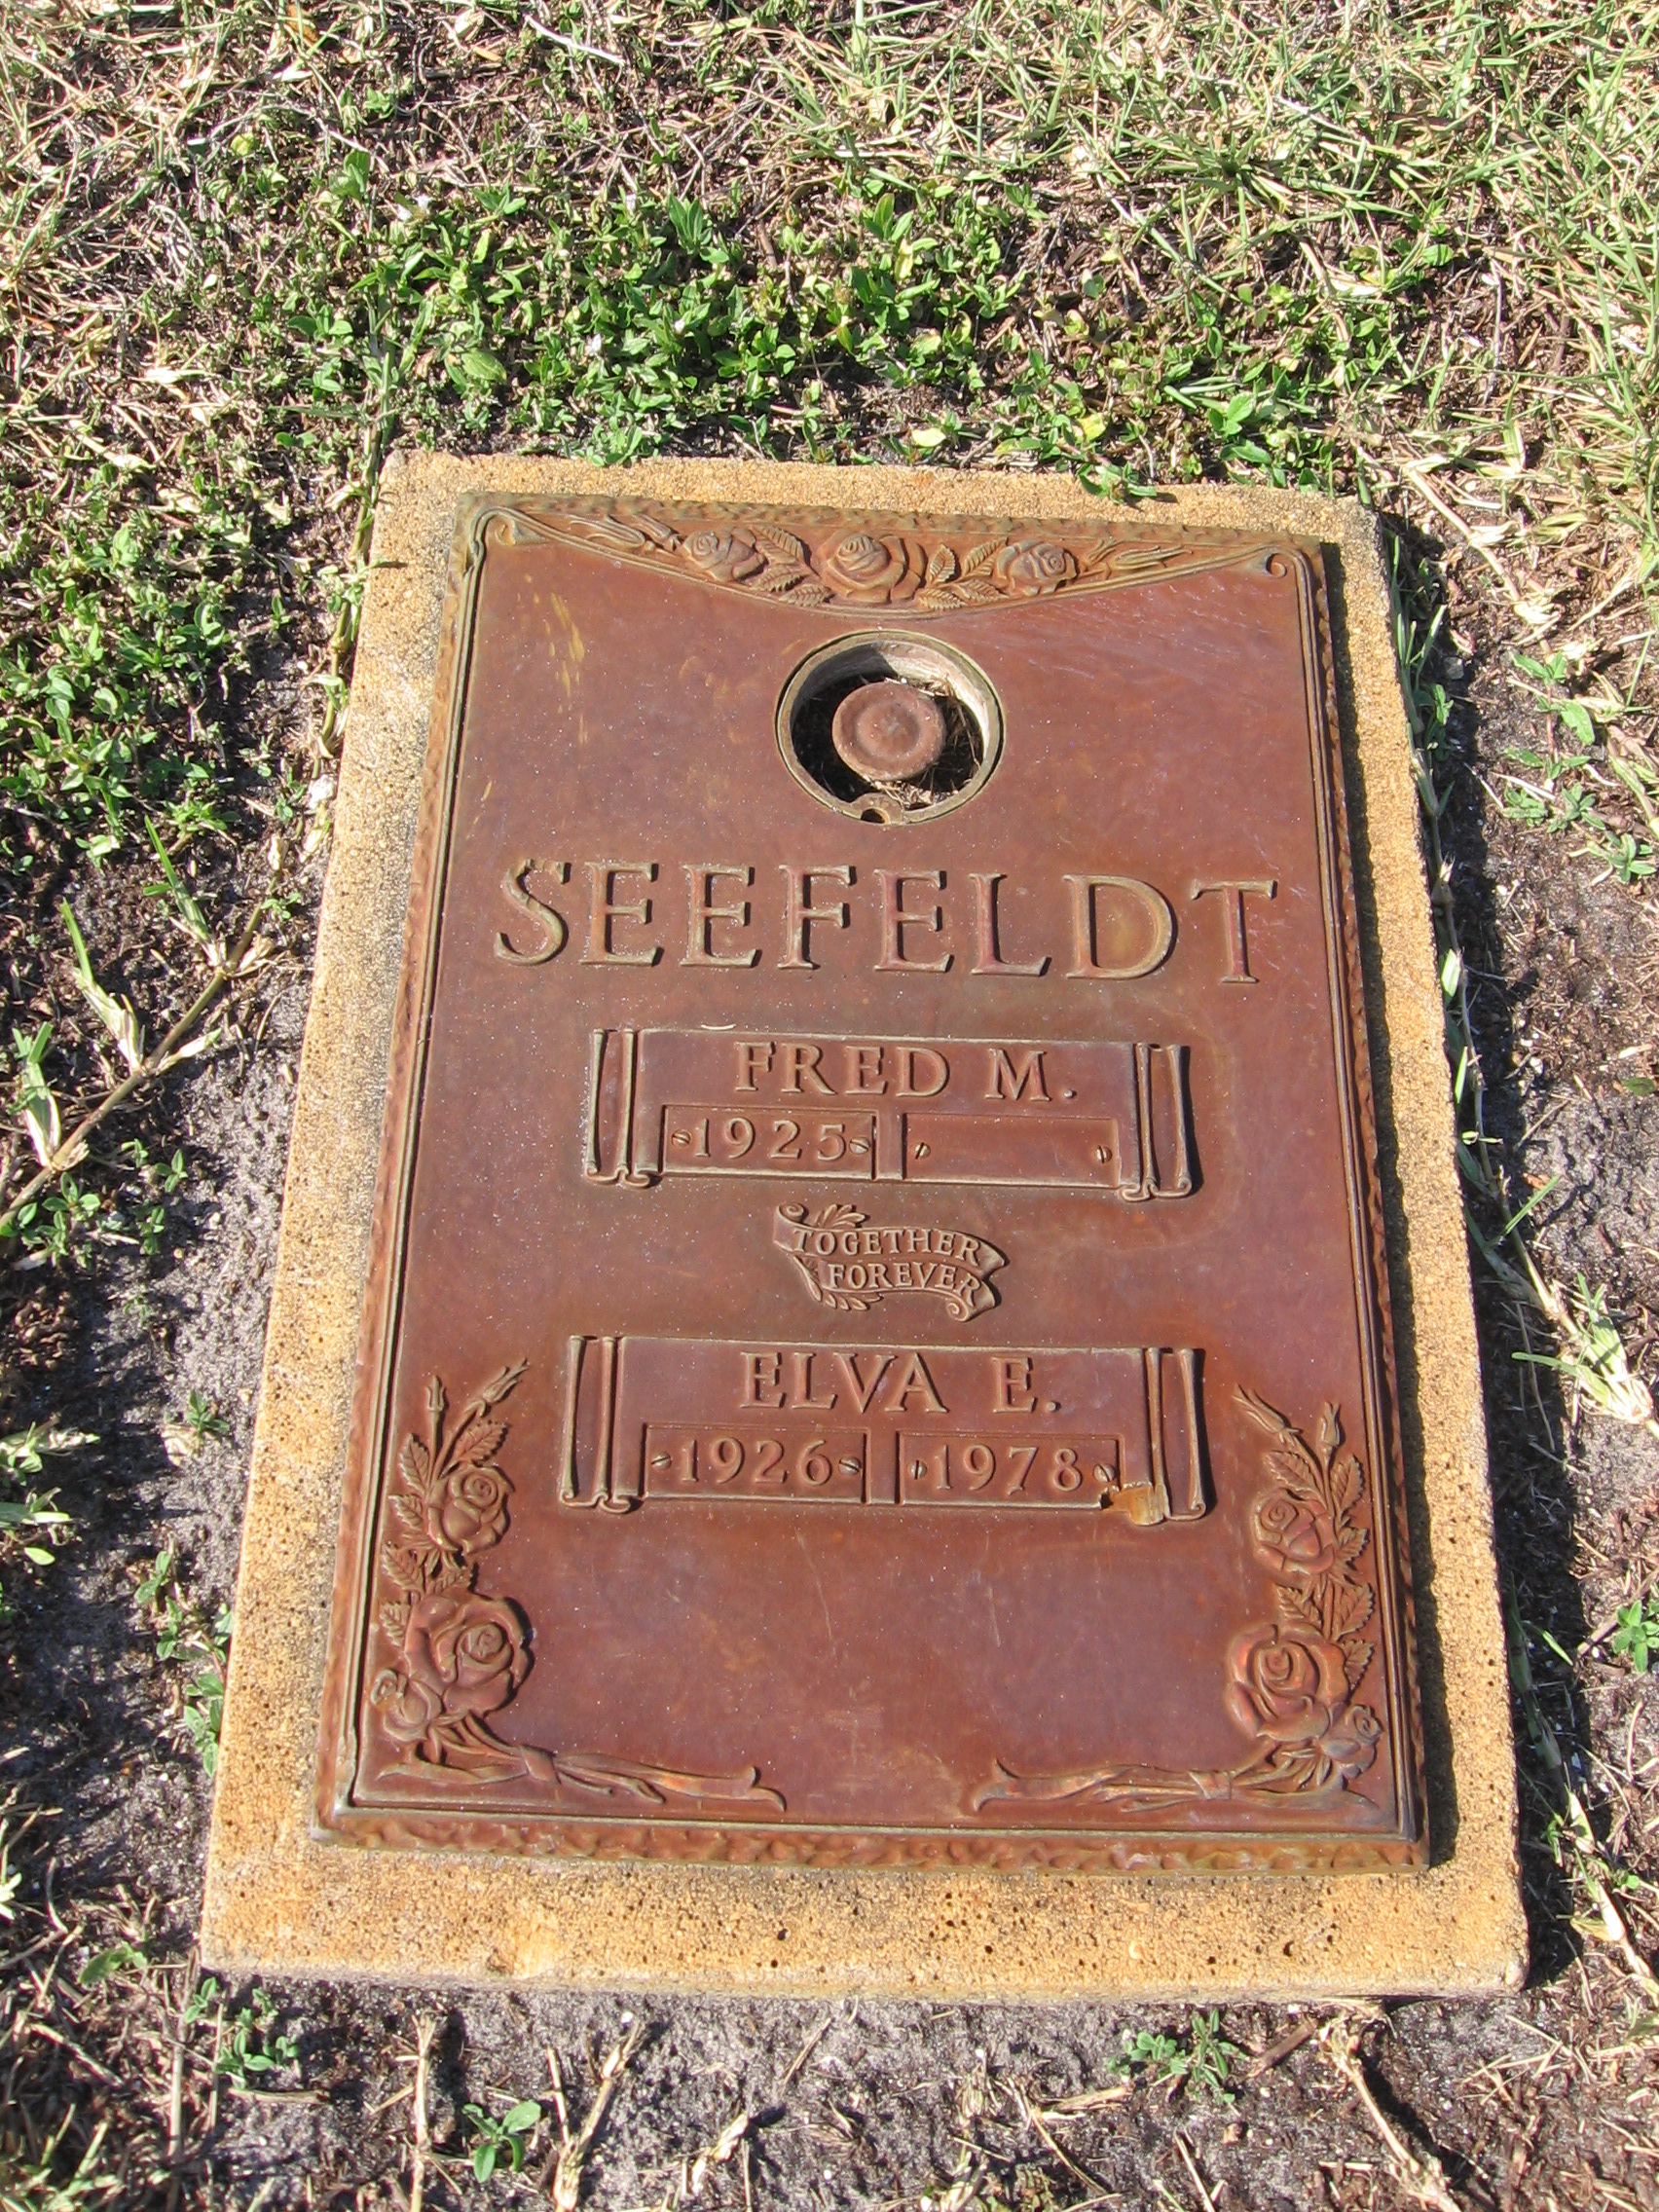 SEEFELDT
FRED M.
1925
TOGETHER
FOREVER
ELVA E.
1926 1978